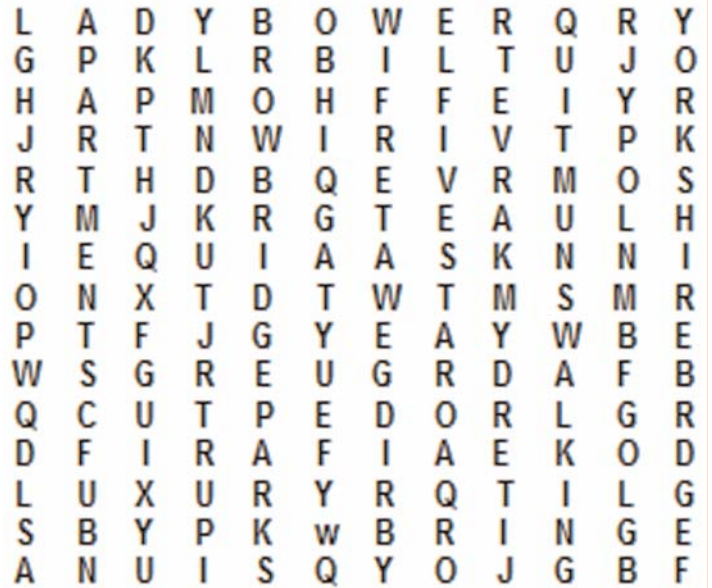 L A D Y B O W E R Q R Y
G P K L R B I L T U J O
H A P M O H F F E I Y R
J R T N W I R I V T P K
R T H D B Q E V R M O S
Y M J K R G T E A U L H
I E Q U I A A S K N N I
O N X T D T W T M S M R
P T F J G Y E A Y W B E
W S G R E U G R D A F B
Q C U T P E D O R L G R
D F I R A F I A E K O D
L U X U R Y R Q T I L G
S B Y P K w B R I N G E
A N U I S Q Y O J G B F